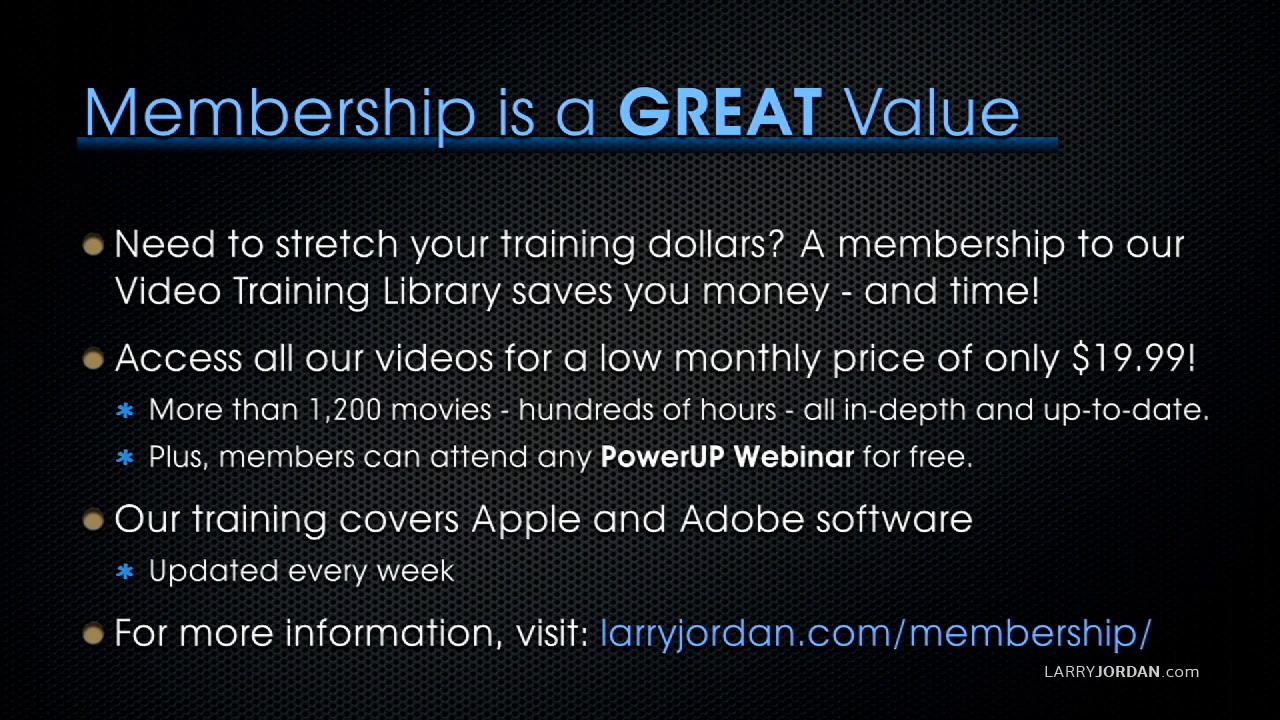 Membership is a GREAT Value
Need to stretch your training dollars? A membership to our
Video Training Library saves you money - and time!
Access all our videos for a low monthly price of only $19.99!
More than 1,200 movies - hundreds of hours - all in-depth and up-to-date.
Plus, members can attend any PowerUP Webinar for free.
Our training covers Apple and Adobe software
Updated every week
For more information, visit: larryjordan.com/membership/
LARRYJORDAN.com